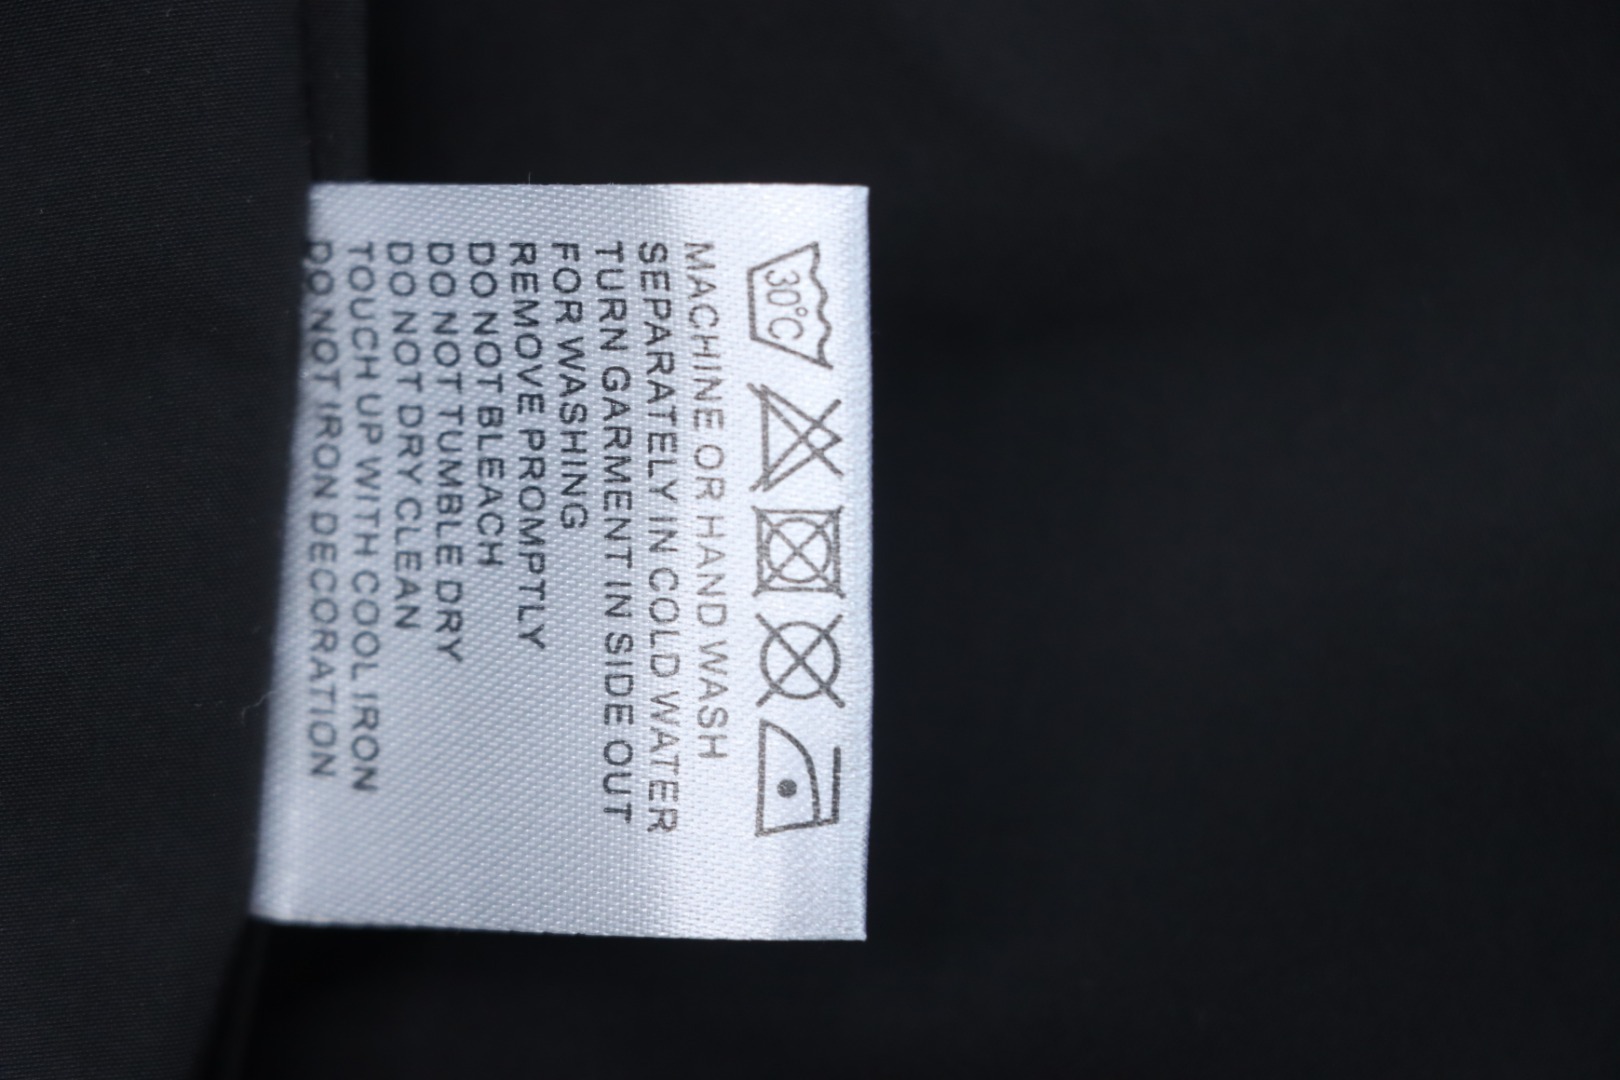 30°C
MACHINE OR HAND WASH
SEPARATELY IN COLD WATER
TURN GARMENT IN SIDE OUT
FOR WASHING
REMOVE PROMPTLY
DO NOT BLEACH
DO NOT TUMBLE DRY
DO NOT DRY CLEAN
TOUCH UP WITH COOL IRON
DO NOT IRON DECORATION